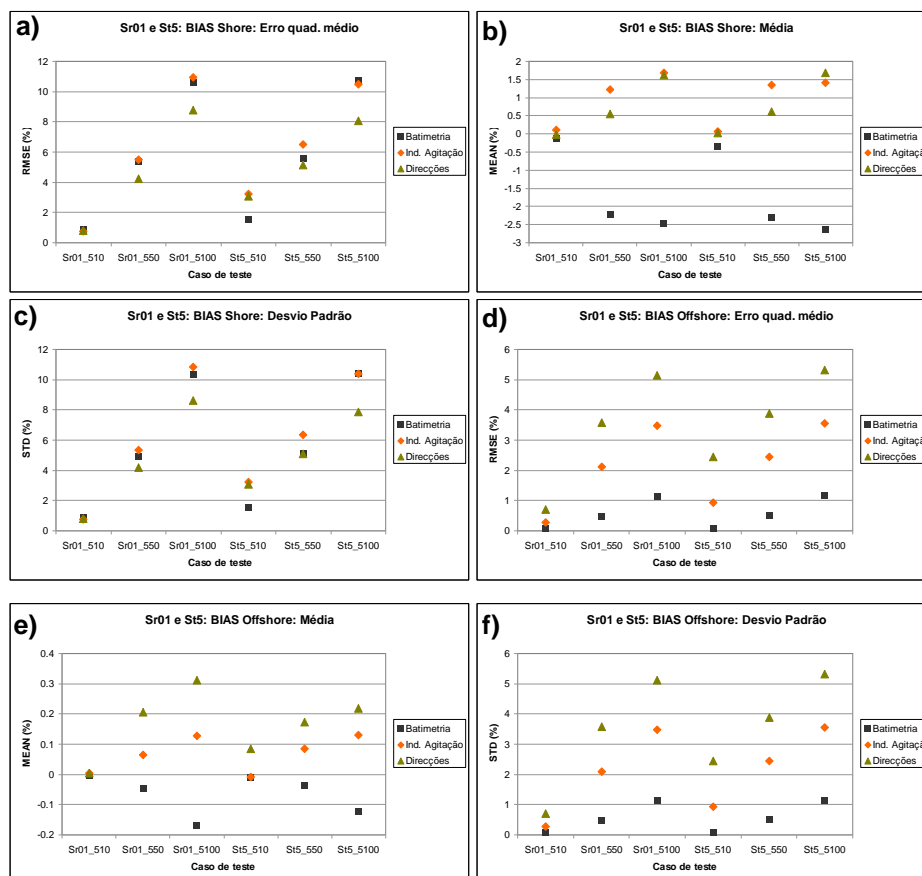 a)
Sr01 e St5: BIAS Shore: Erro quad. médio
12
10
8
6
4
2
0
RMSE (%)
Sr01_510 Sr01_550 Sr01_5100 St5_510 St5_550 St5_5100
Caso de teste
Batimetria
Ind. Agitação
Direcções
b)
Sr01 e St5: BIAS Shore: Média
2
1.5
1
0.5
0
-0.5
-1
-1.5
-2
-2.5
-3
MEAN (%)
Sr01_510 Sr01_550 Sr01_5100 St5_510 St5_550 St5_5100
Caso de teste
Batimetria
Ind. Agitação
Direcções
c)
Sr01 e St5: BIAS Shore: Desvio Padrão
12
10
8
6
4
2
0
STD (%)
Sr01_510 Sr01_550 Sr01_5100 St5_510 St5_550 St5_5100
Caso de teste
Batimetria
Ind. Agitação
Direcções
d)
Sr01 e St5: BIAS Offshore: Erro quad. médio
6
5
4
3
2
1
0
RMSE (%)
Sr01_510 Sr01_550 Sr01_5100 St5_510 St5_550 St5_5100
Caso de teste
Batimetria
Ind. Agitação
Direcções
e)
Sr01 e St5: BIAS Offshore: Média
0.4
0.3
0.2
0.1
0
-0.1
-0.2
MEAN (%)
Sr01_510 Sr01_550 Sr01_5100 St5_510 St5_550 St5_5100
Caso de teste
Batimetria
Ind. Agitação
Direcções
f)
Sr01 e St5: BIAS Offshore: Desvio Padrão
6
5
4
3
2
1
0
STD (%)
Sr01_510 Sr01_550 Sr01_5100 St5_510 St5_550 St5_5100
Caso de teste
Batimetria
Ind. Agitação
Direcções